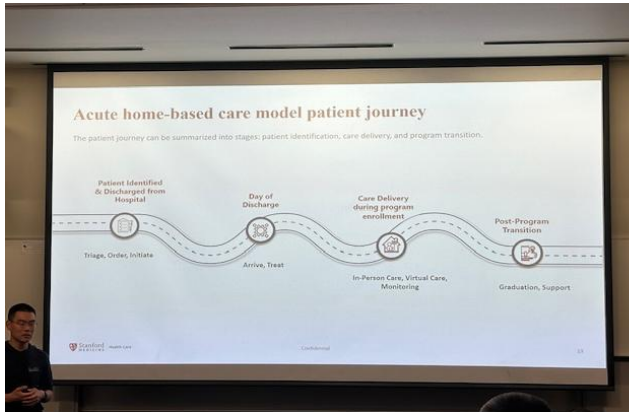 Acute home-based care model patient journey
The patient journey can be summarized into stages: patient identification, care delivery, and program transition.
Patient Identified
& Discharged from
Hospital
Triage, Order, Initiate
Day of
Discharge
Arrive, Treat
Care Delivery
during program
enrollment
In-Person Care, Virtual Care,
Monitoring
Post-Program
Transition
Graduation, Support
Stanford
MEDICINE
Health Care
Confidential